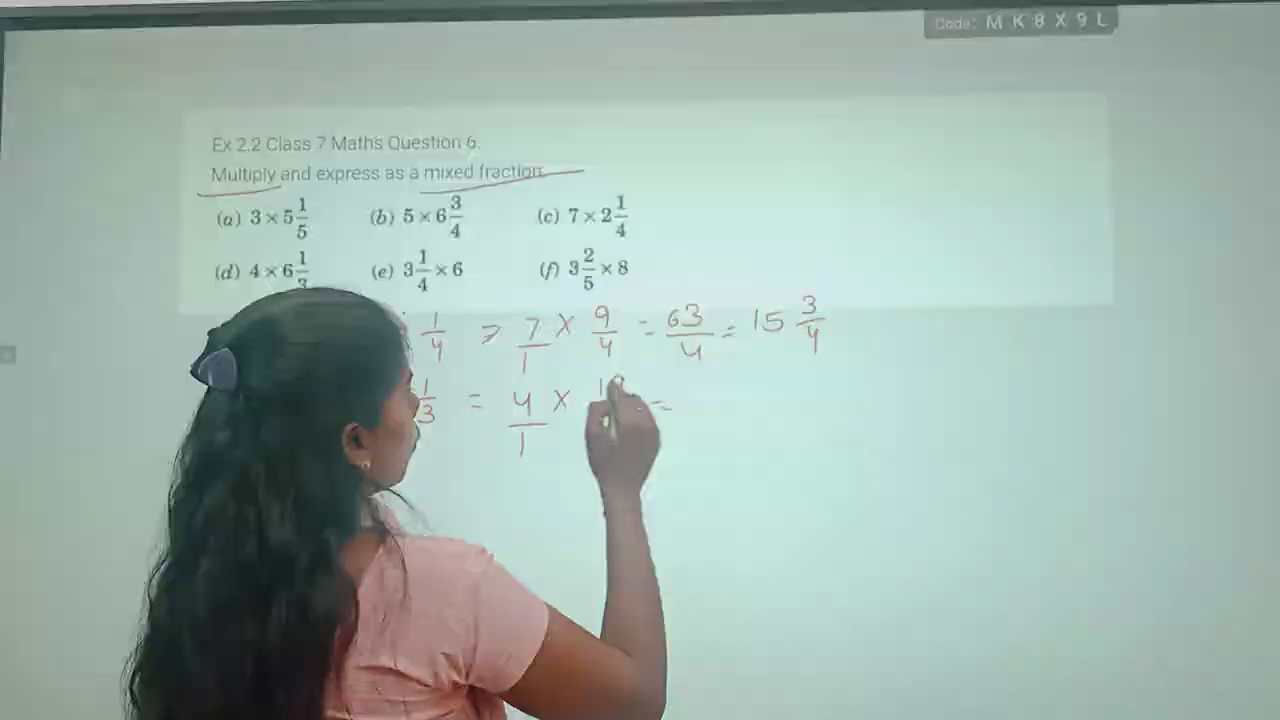 Code: M K 8 X 9 L
Ex 2.2 Class 7 Maths Question 6.
Multiply and express as a mixed fraction.
(a) 3 × 5 1/5 (b) 5 × 6 3/4 (c) 7 × 2 1/4
(d) 4 × 6 1/3 (e) 3 1/4 × 6 (f) 3 2/5 × 8
1/4 => 7/1 × 9/4 = 63/4 = 15 3/4
1/3 = 4/1 × =